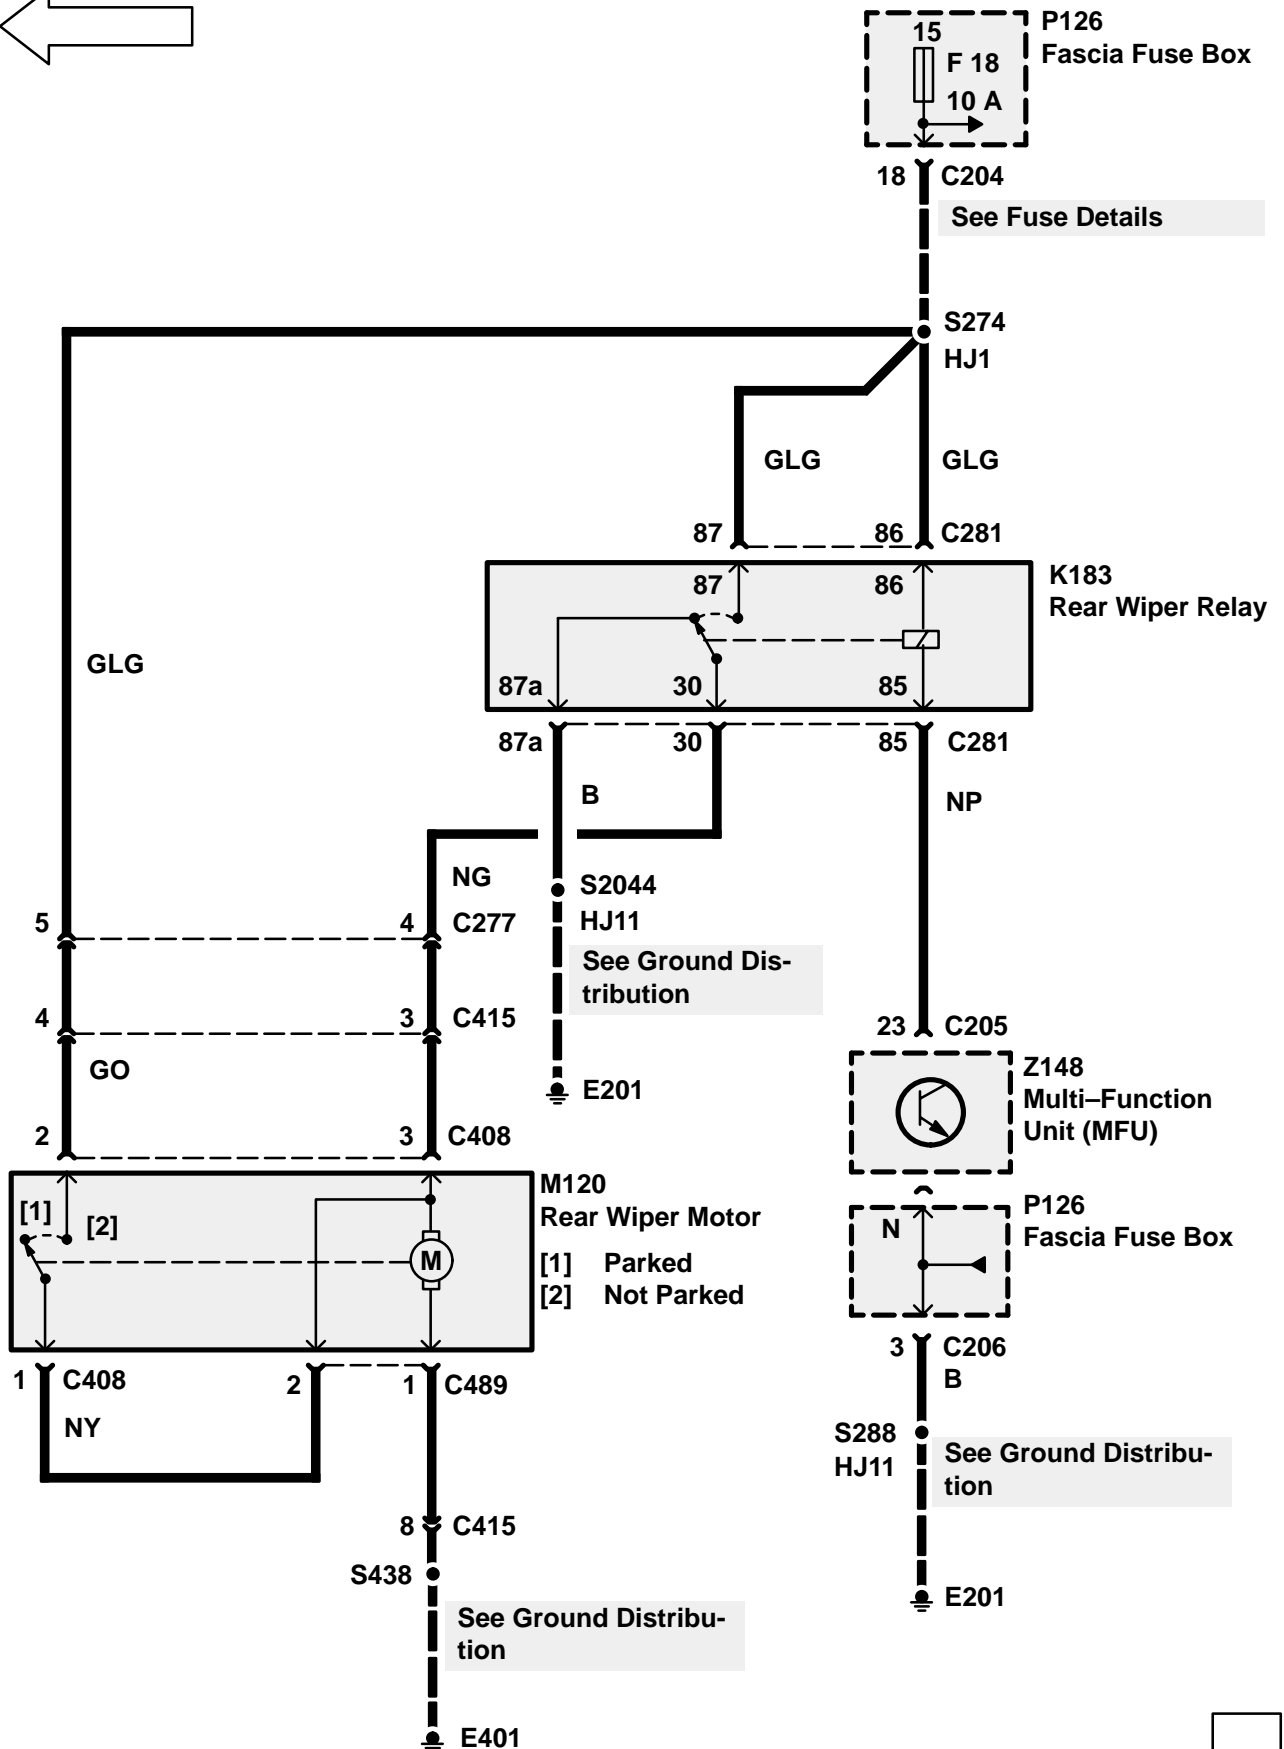 15
F 18
10 A
P126
Fascia Fuse Box
18 C204
See Fuse Details
S274
HJ1
GLG GLG
87 86 C281
87 86
K183
Rear Wiper Relay
GLG
87a 30 85
87a 30 85 C281
B NP
NG
S2044
HJ11
5 4 C277
See Ground Dis-
tribution
4 3 C415
23 C205
GO
E201
Z148
Multi–Function
Unit (MFU)
2 3 C408
M120
Rear Wiper Motor
[1] [2]
M
[1] Parked
[2] Not Parked
N
P126
Fascia Fuse Box
1 C408 2 1 C489
3 C206
B
NY
S288
HJ11
See Ground Distribu-
tion
8 C415
S438
E201
See Ground Distribu-
tion
E401